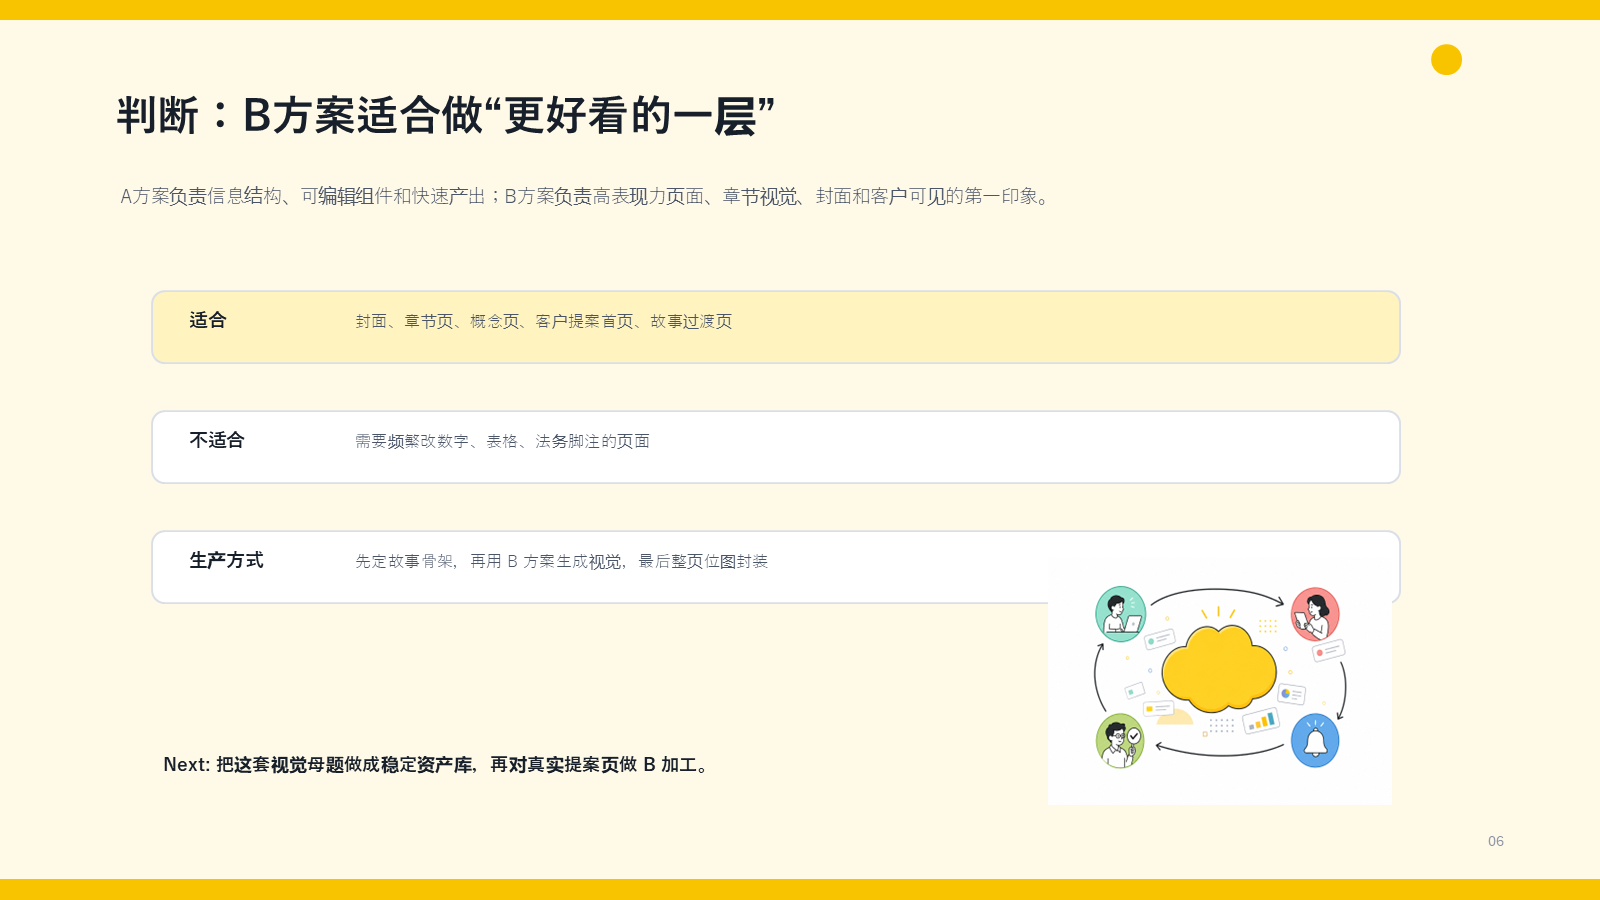 判断：B方案适合做“更好看的一层”
A方案负责信息结构、可编辑组件和快速产出；B方案负责高表现力页面、章节视觉、封面和客户可见的第一印象。
适合
封面、章节页、概念页、客户提案首页、故事过渡页
不适合
需要频繁改数字、表格、法务脚注的页面
生产方式
先定故事骨架，再用 B 方案生成视觉，最后整页位图封装
Next: 把这套视觉母题做成稳定资产库，再对真实提案页做 B 加工。
06